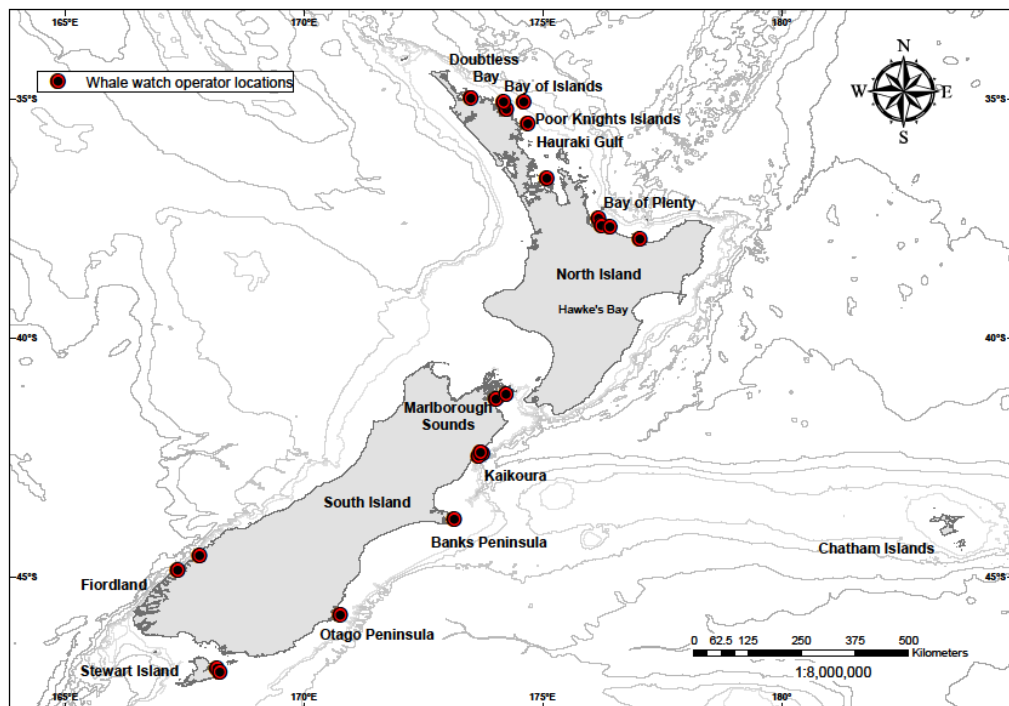 165°E 170°E 175°E 180°
Whale watch operator locations
N
W E
S
Doubtless
Bay
Bay of Islands
35°S 35°S
Poor Knights Islands
Hauraki Gulf
Bay of Plenty
North Island
Hawke's Bay
40°S 40°S
Marlborough
Sounds
Kaikoura
South Island
Banks Peninsula
Chatham Islands
Fiordland
45°S 45°S
Otago Peninsula
0 62.5 125 250 375 500
Kilometers
1:8,000,000
Stewart Island
165°E 170°E 175°E 180°